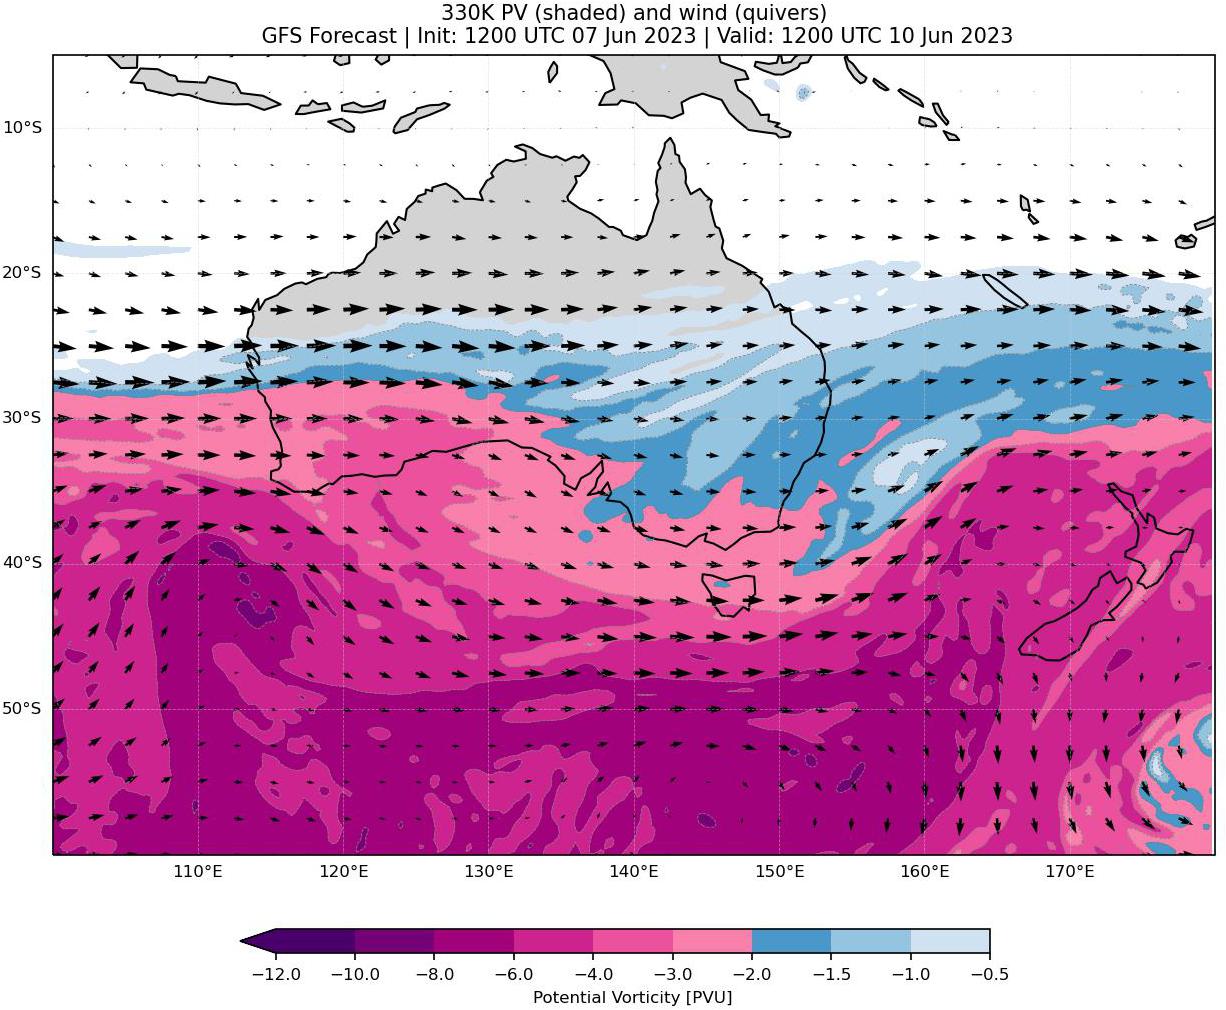 330K PV (shaded) and wind (quivers)
GFS Forecast | Init: 1200 UTC 07 Jun 2023 | Valid: 1200 UTC 10 Jun 2023
10°S
20°S
30°S
40°S
50°S
110°E 120°E 130°E 140°E 150°E 160°E 170°E
−12.0 −10.0 −8.0 −6.0 −4.0 −3.0 −2.0 −1.5 −1.0 −0.5
Potential Vorticity [PVU]